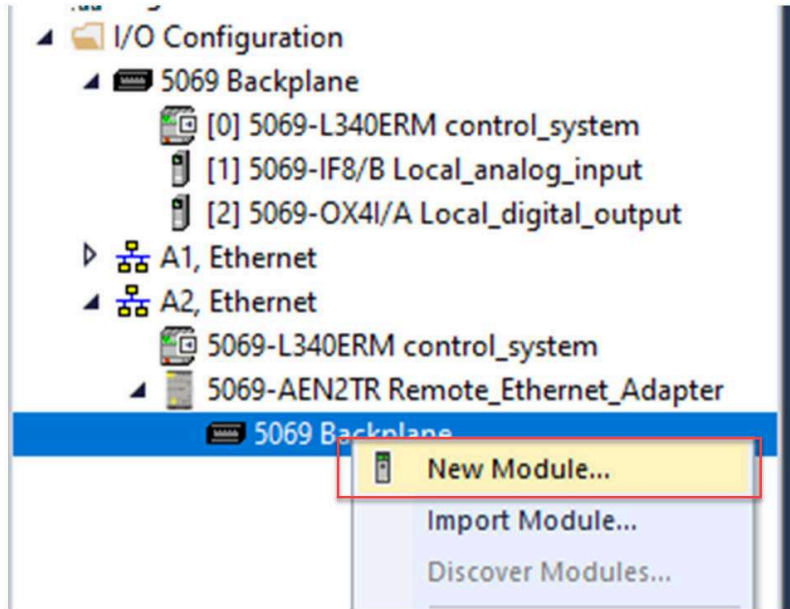 I/O Configuration
5069 Backplane
[0] 5069-L340ERM control_system
[1] 5069-IF8/B Local_analog_input
[2] 5069-OX4I/A Local_digital_output
A1, Ethernet
A2, Ethernet
5069-L340ERM control_system
5069-AEN2TR Remote_Ethernet_Adapter
5069 Backplane
New Module...
Import Module...
Discover Modules...